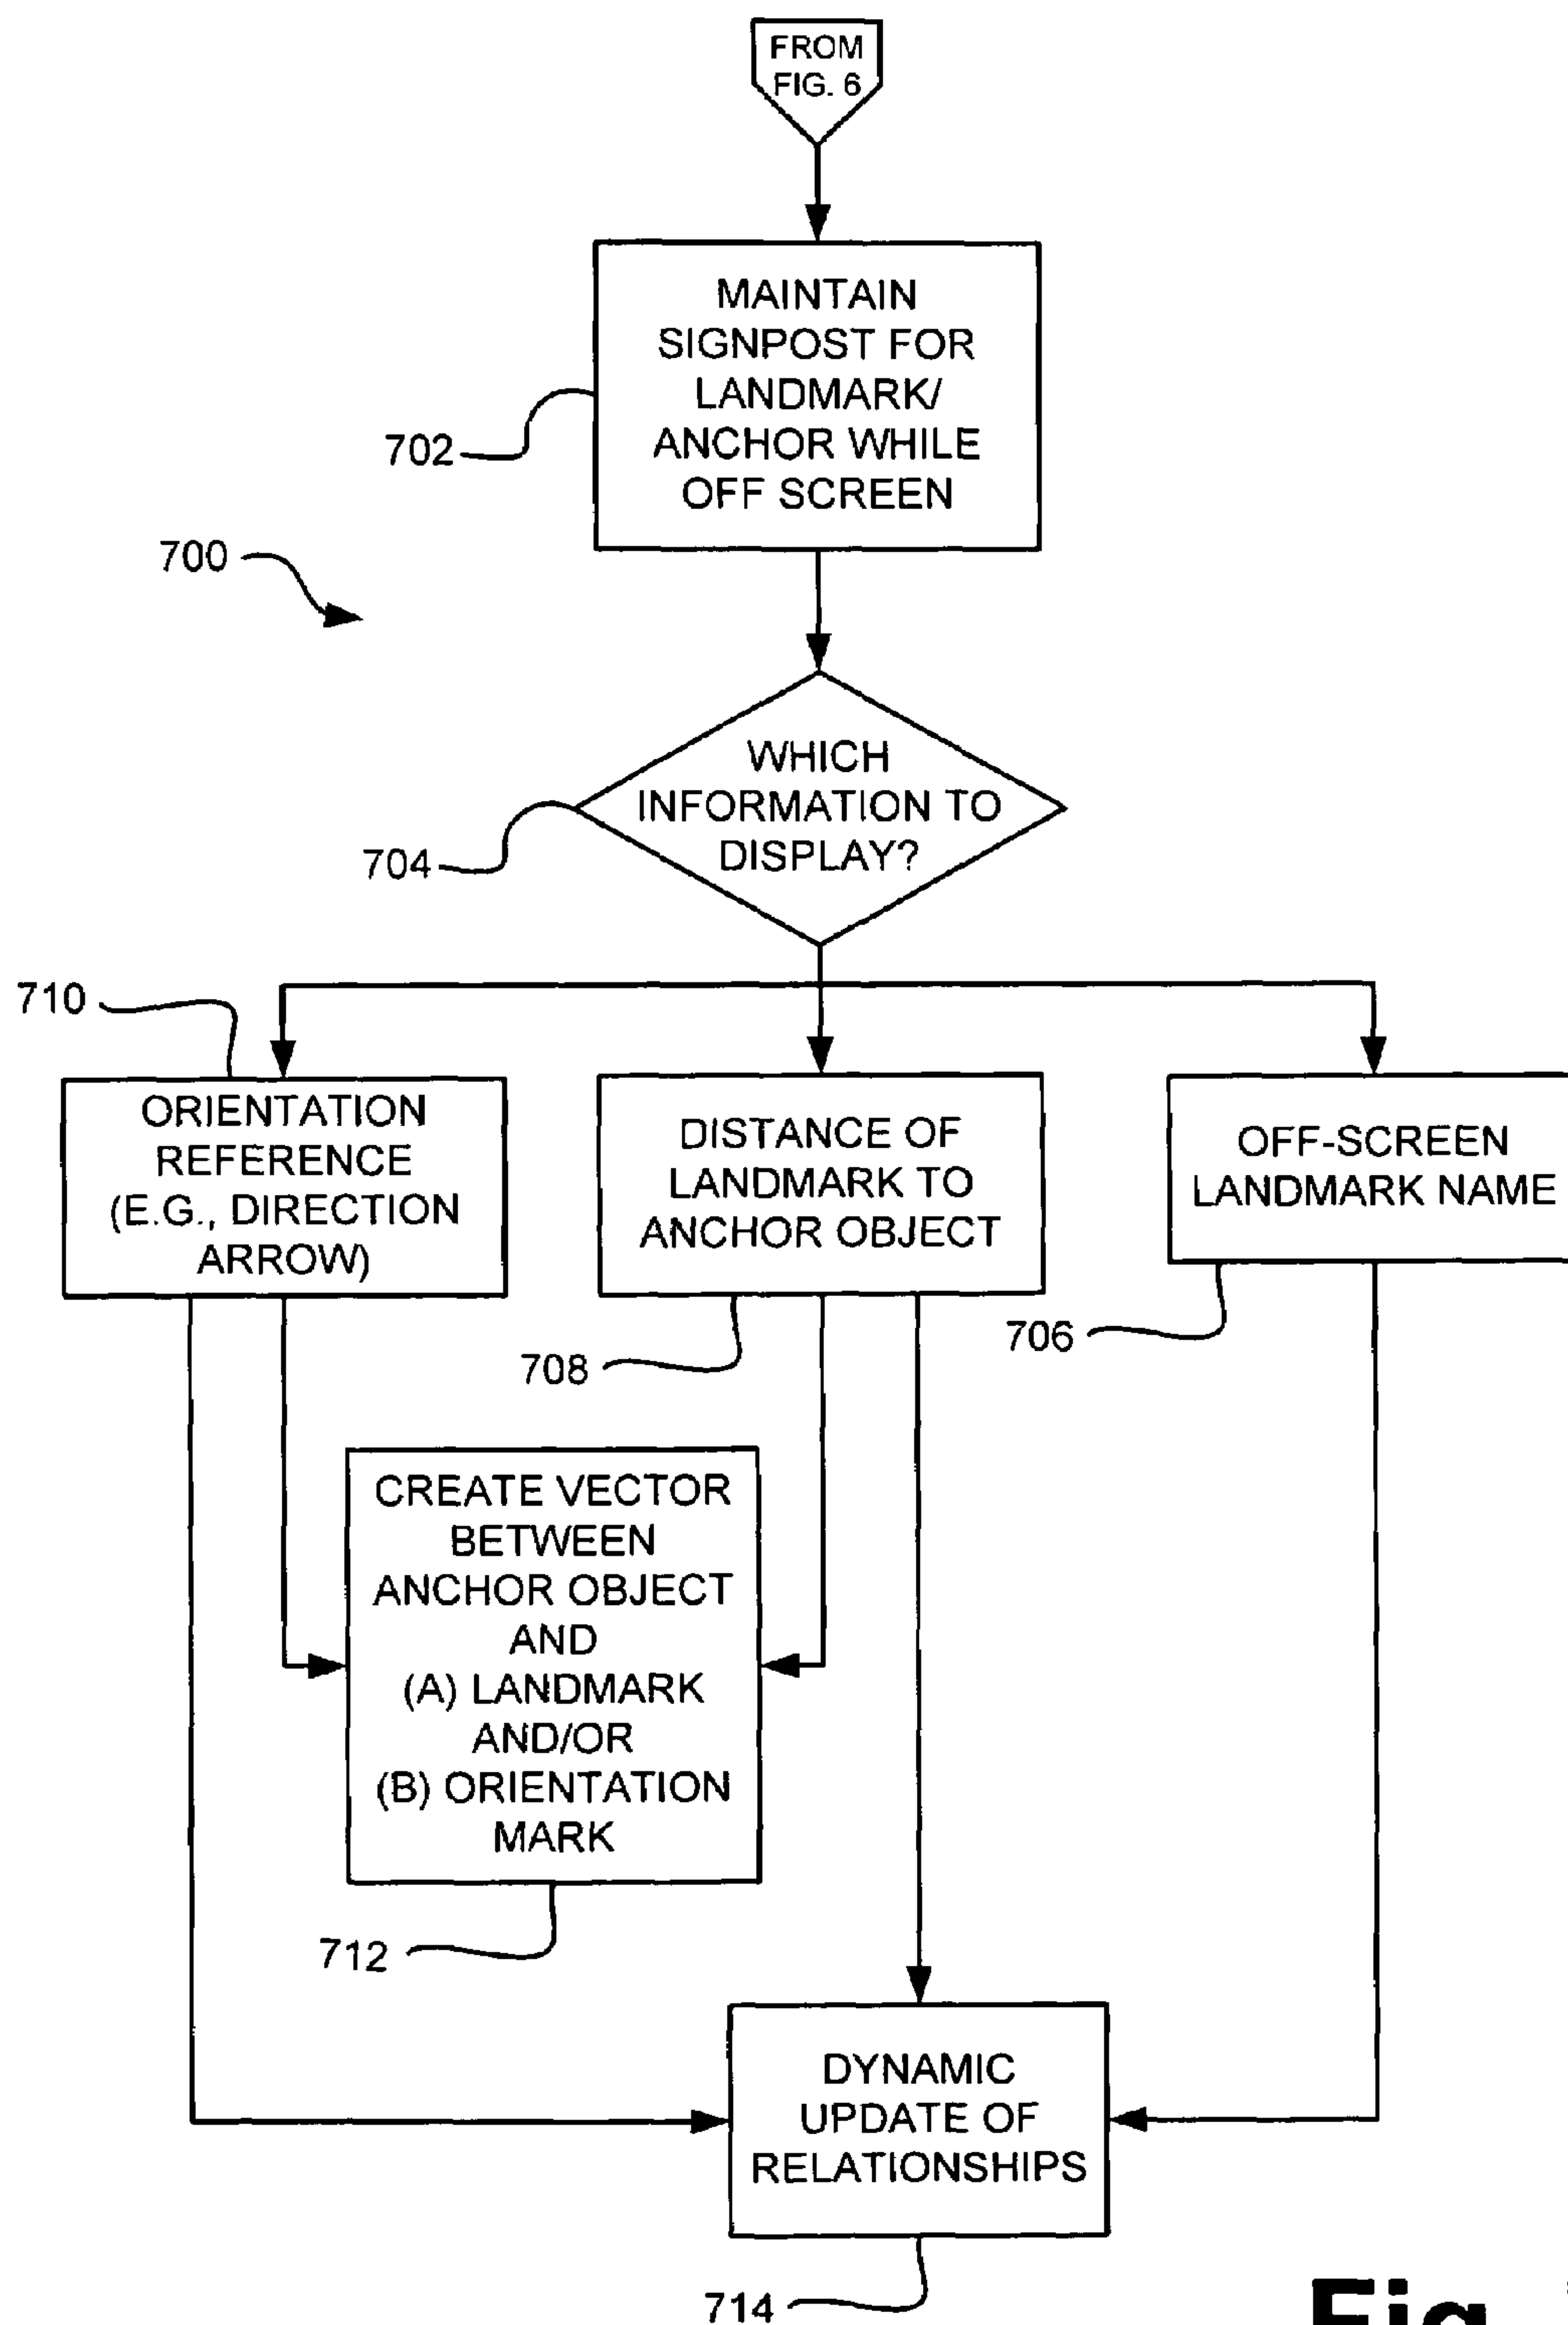 FROM
FIG. 6
MAINTAIN
SIGNPOST FOR
LANDMARK/
ANCHOR WHILE
OFF SCREEN
702
700
WHICH
INFORMATION TO
DISPLAY?
704
710
ORIENTATION
REFERENCE
(E.G., DIRECTION
ARROW)
DISTANCE OF
LANDMARK TO
ANCHOR OBJECT
OFF-SCREEN
LANDMARK NAME
706
708
CREATE VECTOR
BETWEEN
ANCHOR OBJECT
AND
(A) LANDMARK
AND/OR
(B) ORIENTATION
MARK
712
DYNAMIC
UPDATE OF
RELATIONSHIPS
714
Fig